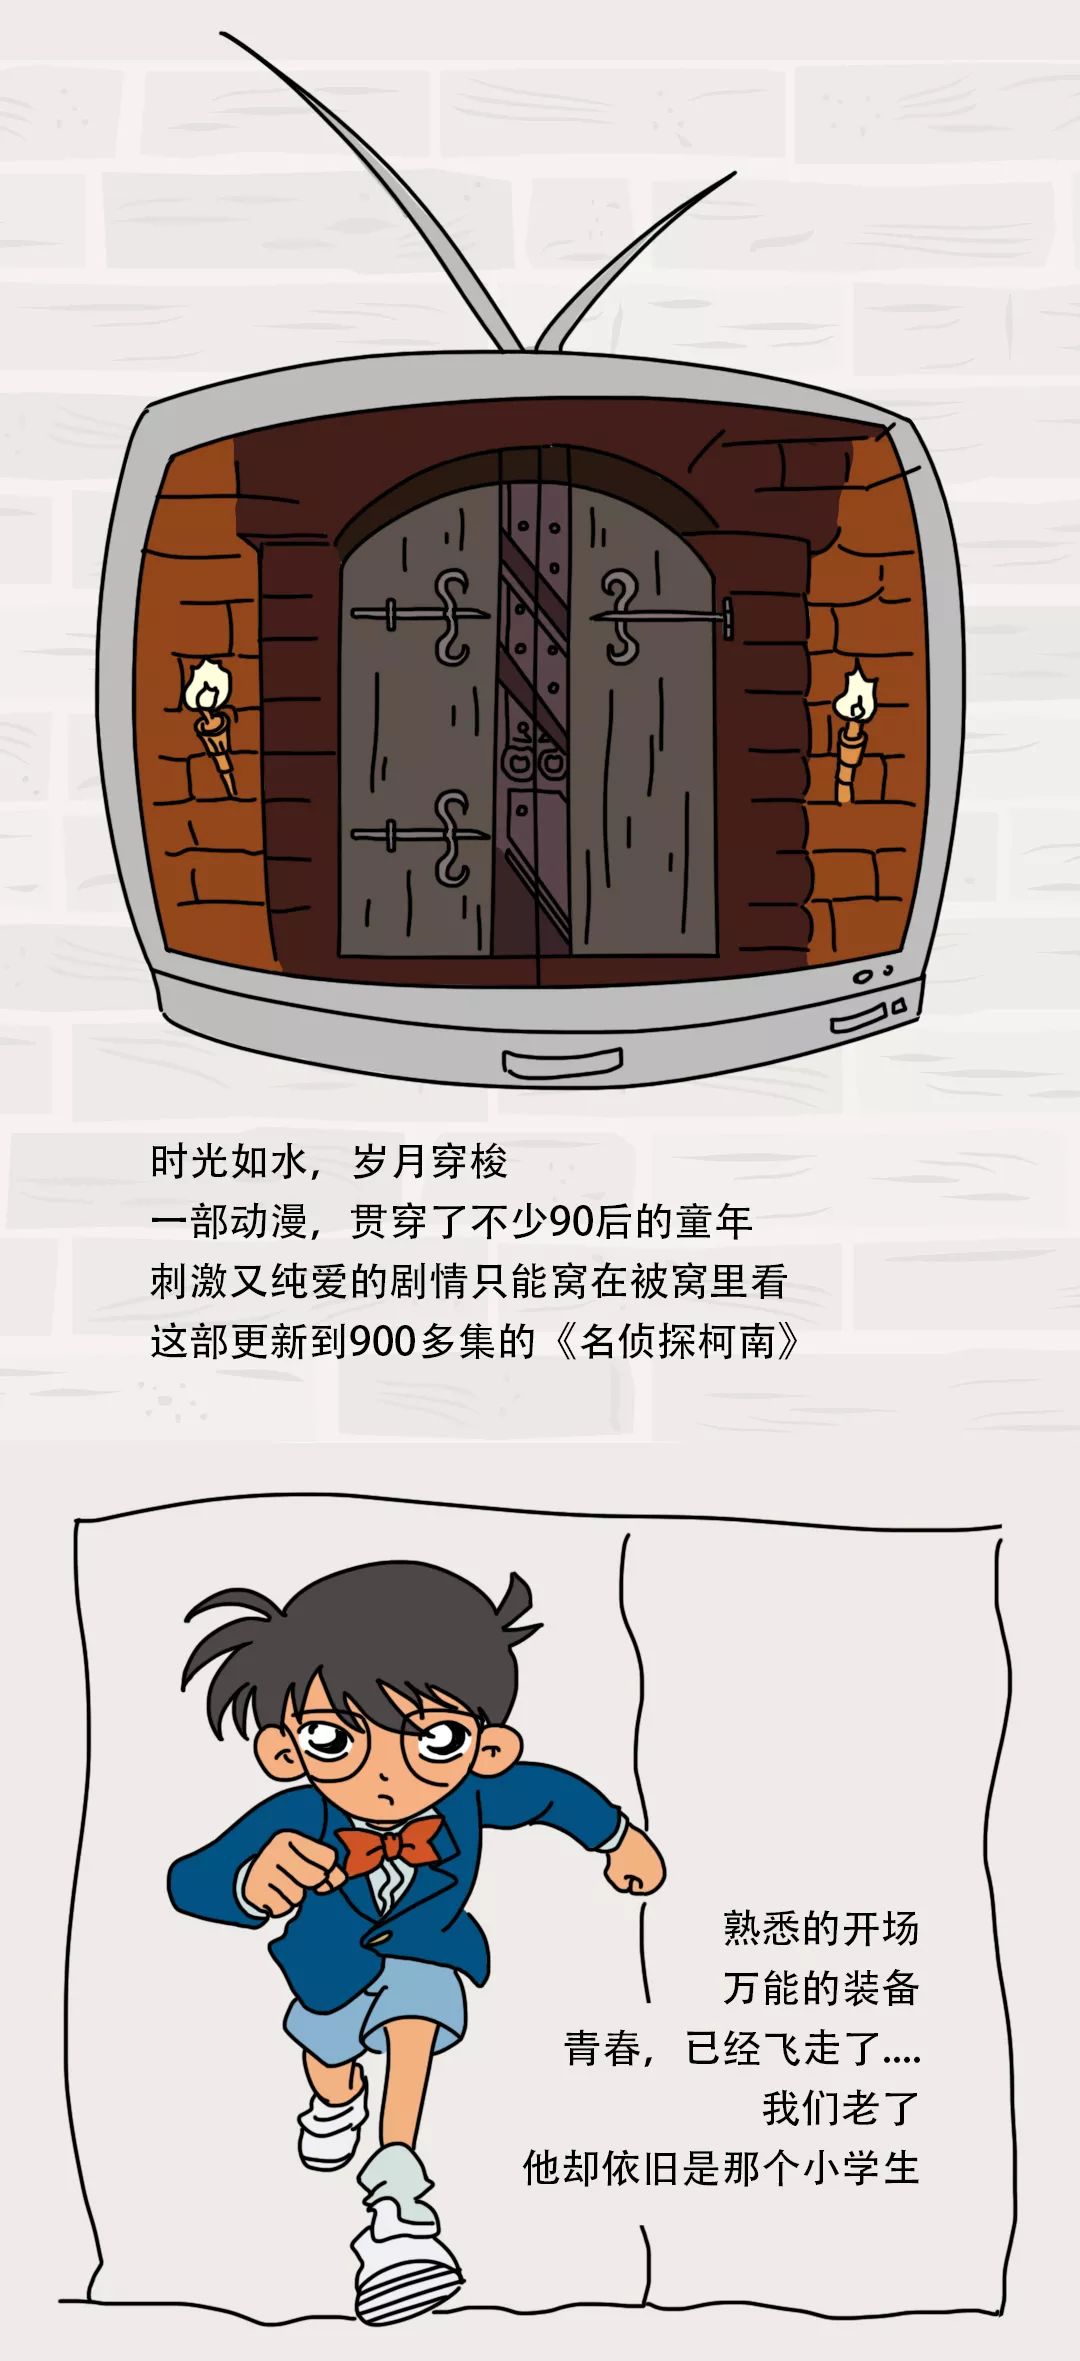 时光如水，岁月穿梭
一部动漫，贯穿了不少90后的童年
刺激又纯爱的剧情只能窝在被窝里看
这部更新到900多集的《名侦探柯南》
熟悉的开场
万能的装备
青春，已经飞走了....
我们老了
他却依旧是那个小学生